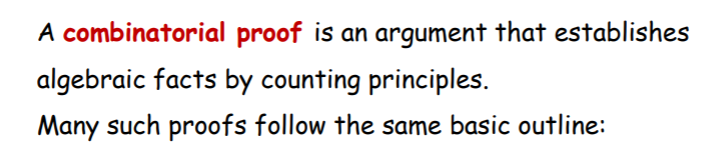 A combinatorial proof is an argument that establishes
algebraic facts by counting principles.
Many such proofs follow the same basic outline: